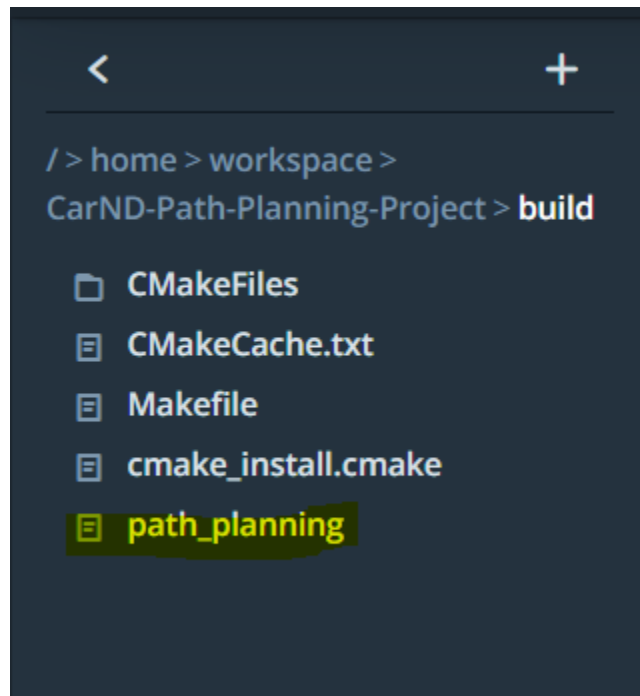 / > home > workspace >
CarND-Path-Planning-Project > build
CMakeFiles
CMakeCache.txt
Makefile
cmake_install.cmake
path_planning